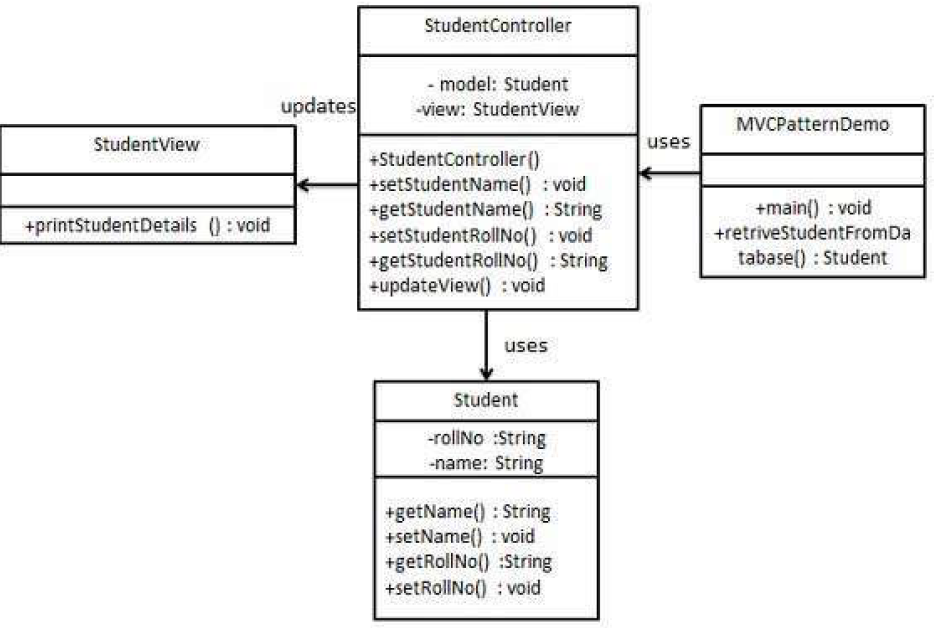 StudentController
- model: Student
-view: StudentView
+StudentController()
+setStudentName() : void
+getStudentName() : String
+setStudentRollNo() : void
+getStudentRollNo() : String
+updateView() : void
updates
StudentView
+printStudentDetails () : void
uses
MVCPatternDemo
+main() : void
+retriveStudentFromDa
tabase() : Student
uses
Student
-rollNo :String
-name: String
+getName() : String
+setName() : void
+getRollNo() :String
+setRollNo() : void